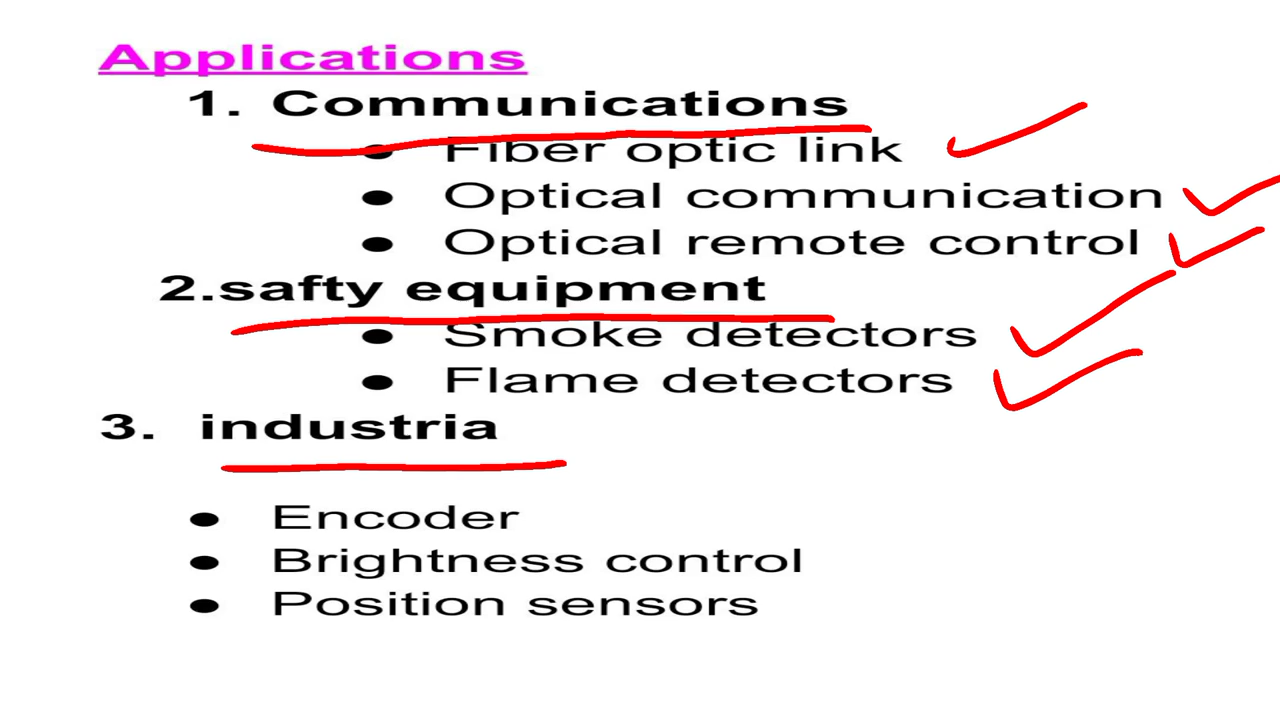 Applications
1. Communications
● Fiber optic link
● Optical communication
● Optical remote control
2.safty equipment
● Smoke detectors
● Flame detectors
3. industria
● Encoder
● Brightness control
● Position sensors